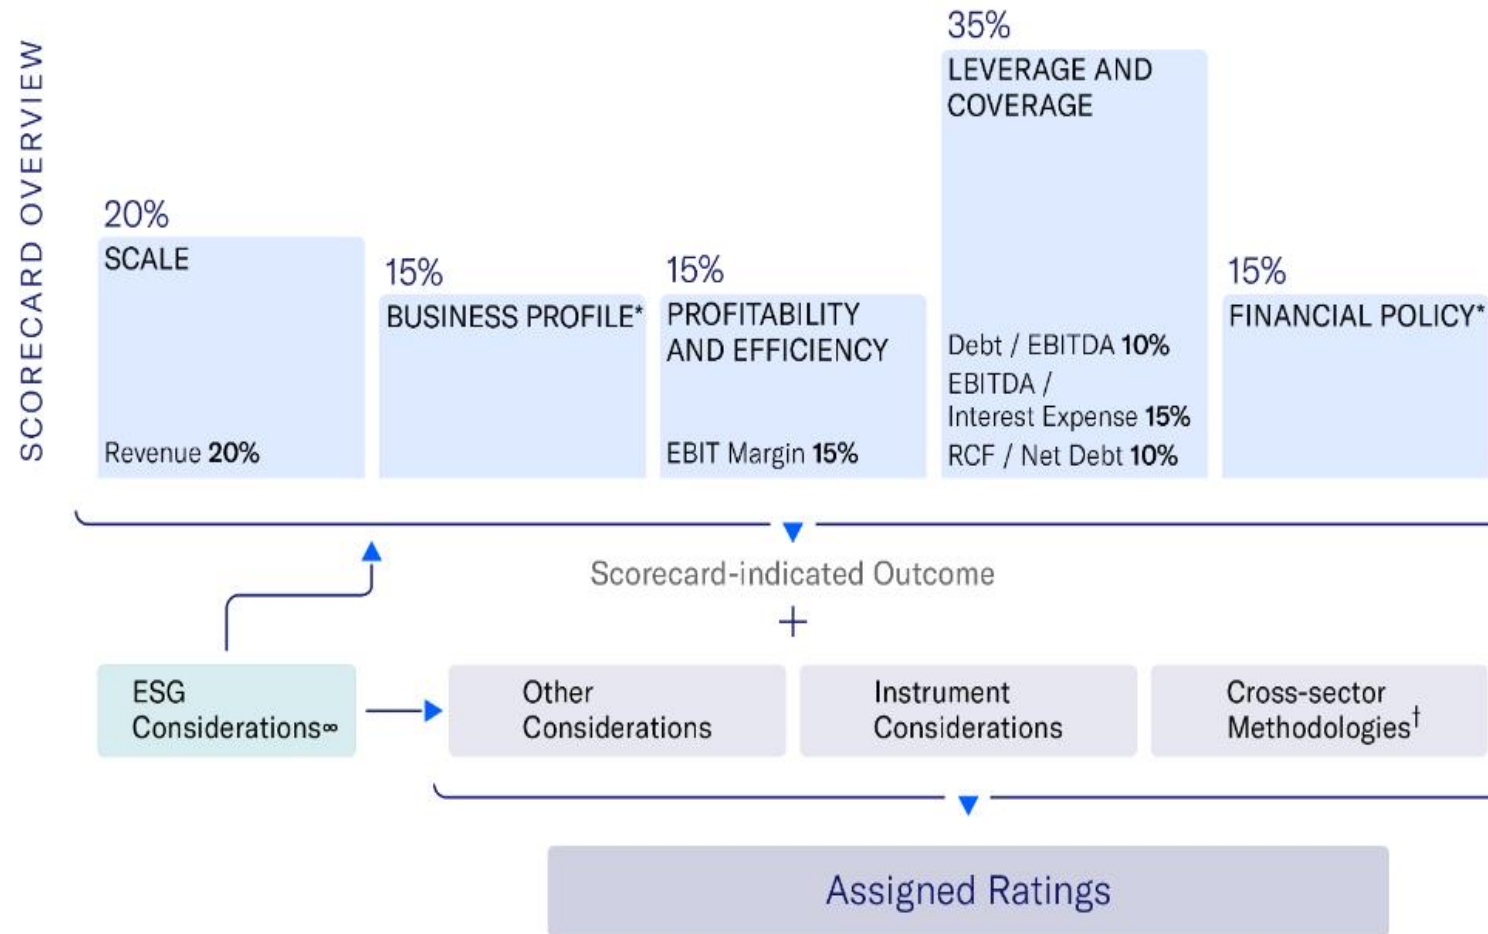 SCORECARD OVERVIEW
20%
SCALE
Revenue 20%
15%
BUSINESS PROFILE*
15%
PROFITABILITY
AND EFFICIENCY
EBIT Margin 15%
35%
LEVERAGE AND
COVERAGE
Debt / EBITDA 10%
EBITDA /
Interest Expense 15%
RCF / Net Debt 10%
15%
FINANCIAL POLICY*
Scorecard-indicated Outcome
+
ESG
Considerations∞
Other
Considerations
Instrument
Considerations
Cross-sector
Methodologies†
Assigned Ratings